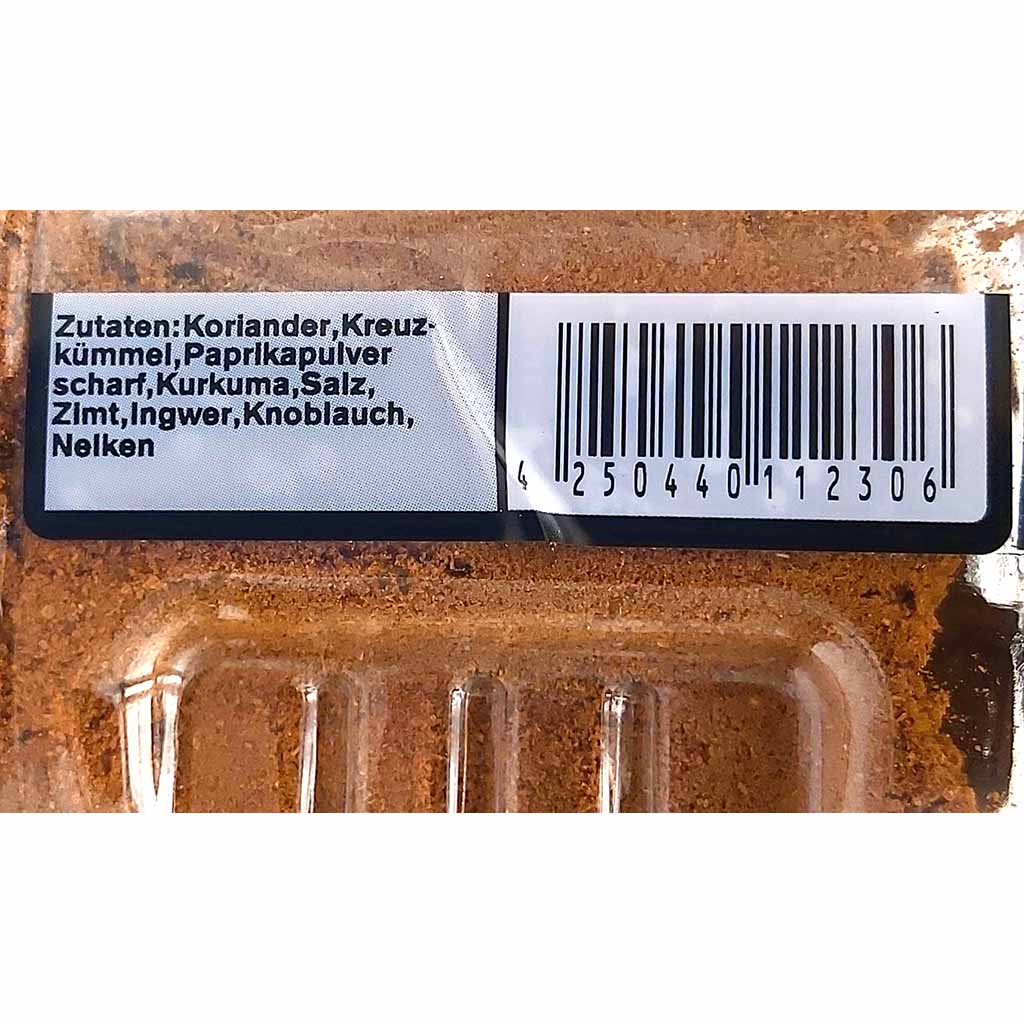 Zutaten:Koriander,Kreuz-
kümmel,Paprikapulver
scharf,Kurkuma,Salz,
Zimt,Ingwer,Knoblauch,
Nelken
4 250440 112306